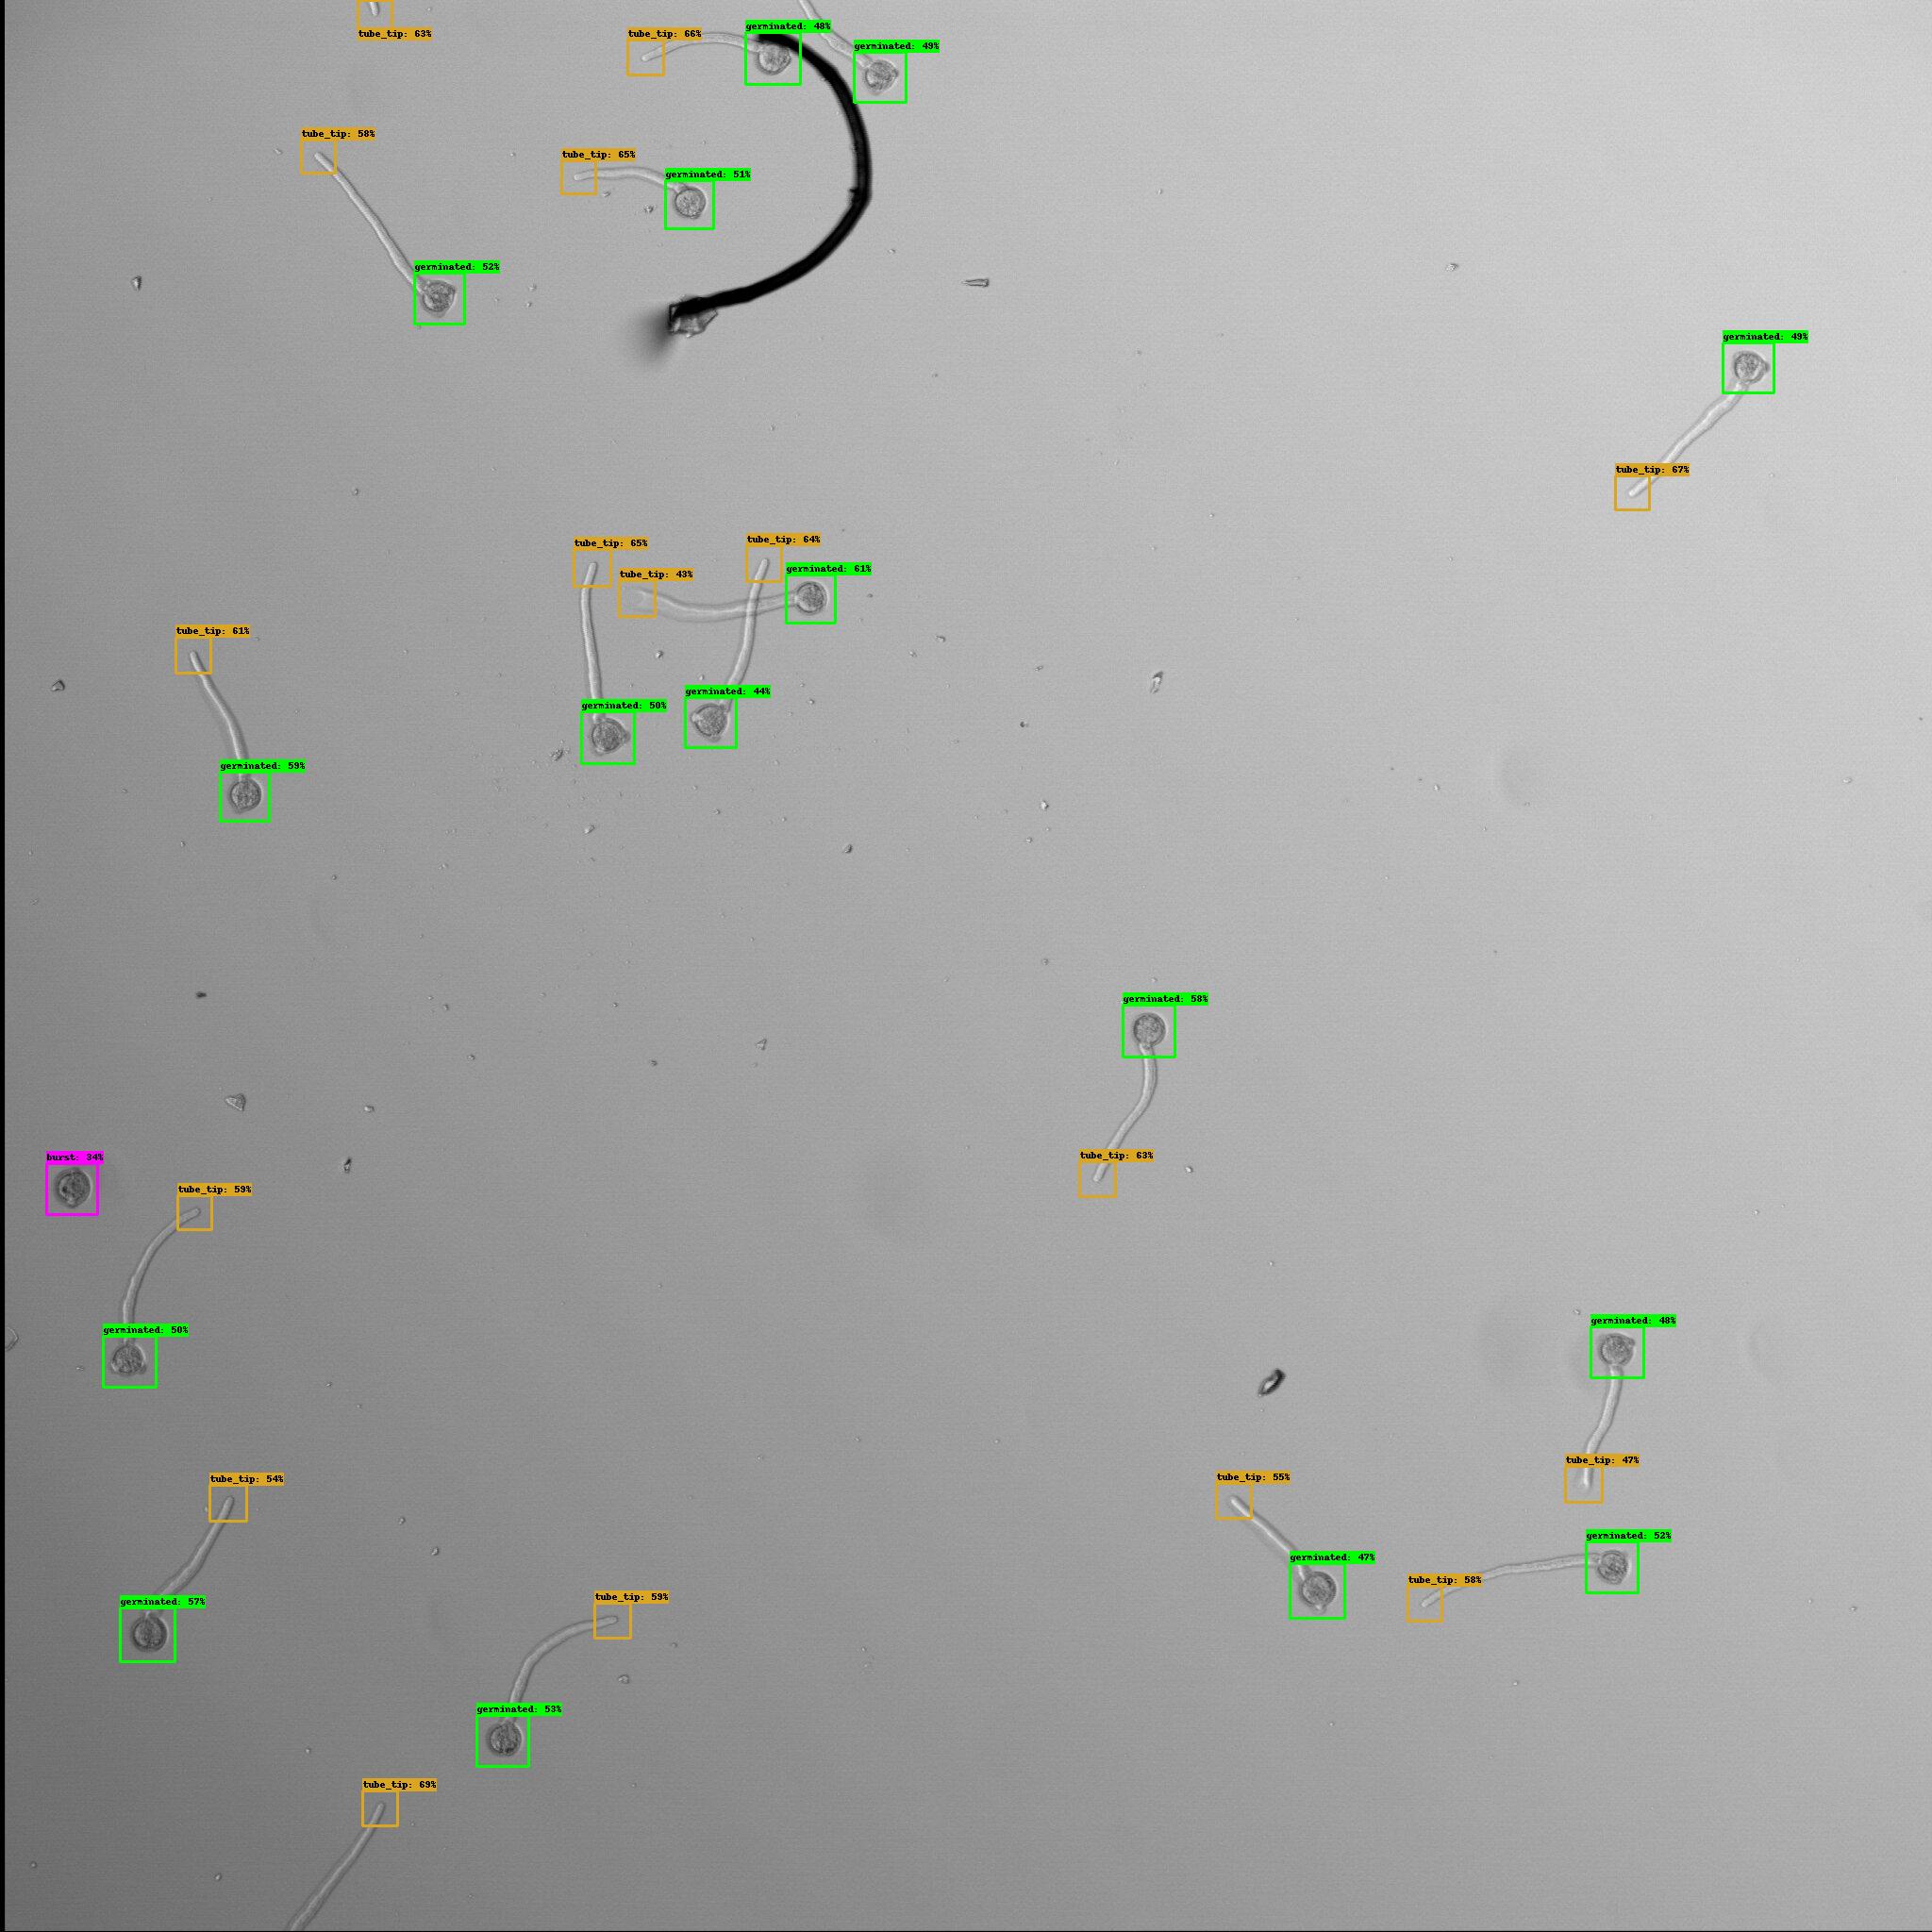 germinated: 48%
tube_tip: 63%
tube_tip: 66%
germinated: 49%
tube_tip: 58%
tube_tip: 65%
germinated: 51%
germinated: 52%
germinated: 49%
tube_tip: 67%
tube_tip: 65%
tube_tip: 64%
tube_tip: 43%
germinated: 61%
tube_tip: 61%
germinated: 44%
germinated: 50%
germinated: 59%
germinated: 58%
tube_tip: 63%
burst: 34%
tube_tip: 59%
germinated: 48%
germinated: 50%
tube_tip: 47%
tube_tip: 54%
tube_tip: 55%
germinated: 52%
germinated: 47%
tube_tip: 58%
germinated: 57%
tube_tip: 59%
germinated: 53%
tube_tip: 69%